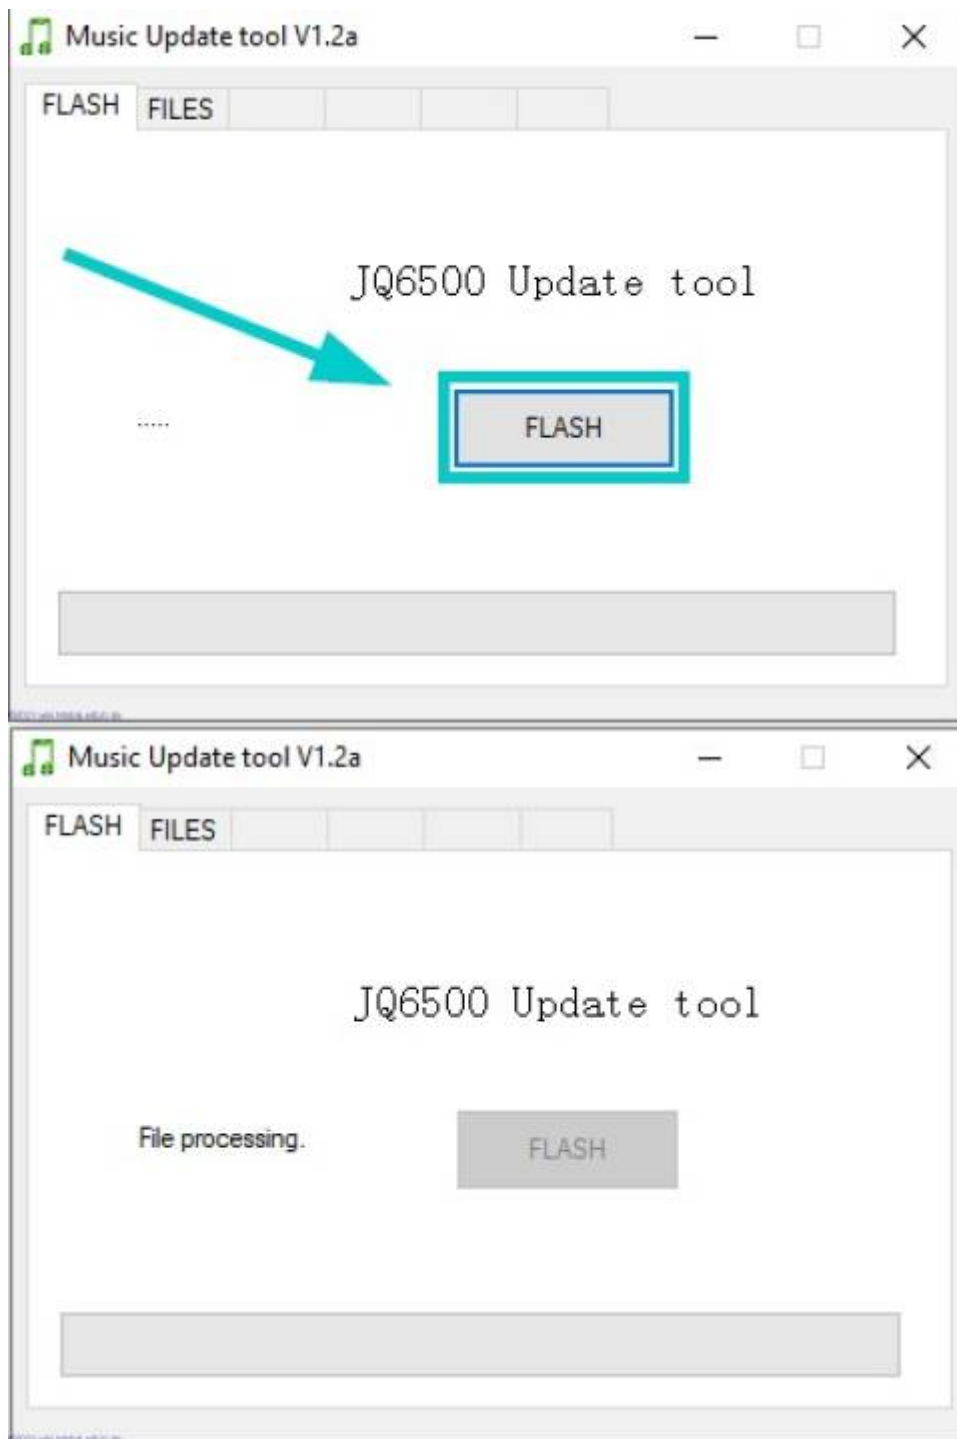 Music Update tool V1.2a
FLASH FILES
JQ6500 Update tool
.....
FLASH
Music Update tool V1.2a
FLASH FILES
JQ6500 Update tool
File processing. FLASH